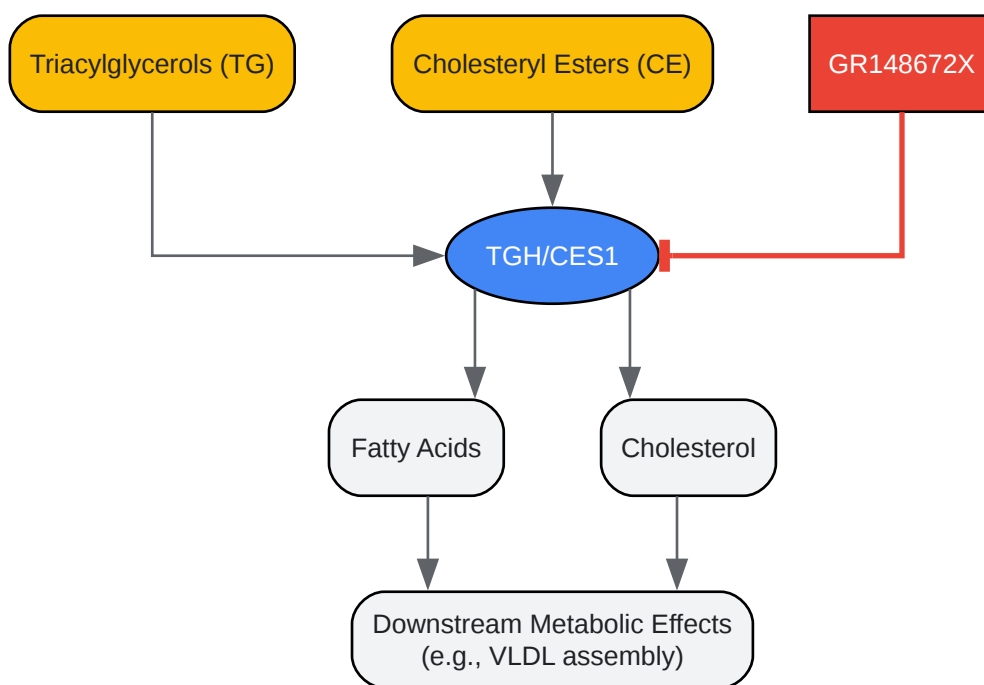 Triacylglycerols (TG)
Cholesteryl Esters (CE)
GR148672X
TGH/CES1
Fatty Acids
Cholesterol
Downstream Metabolic Effects
(e.g., VLDL assembly)